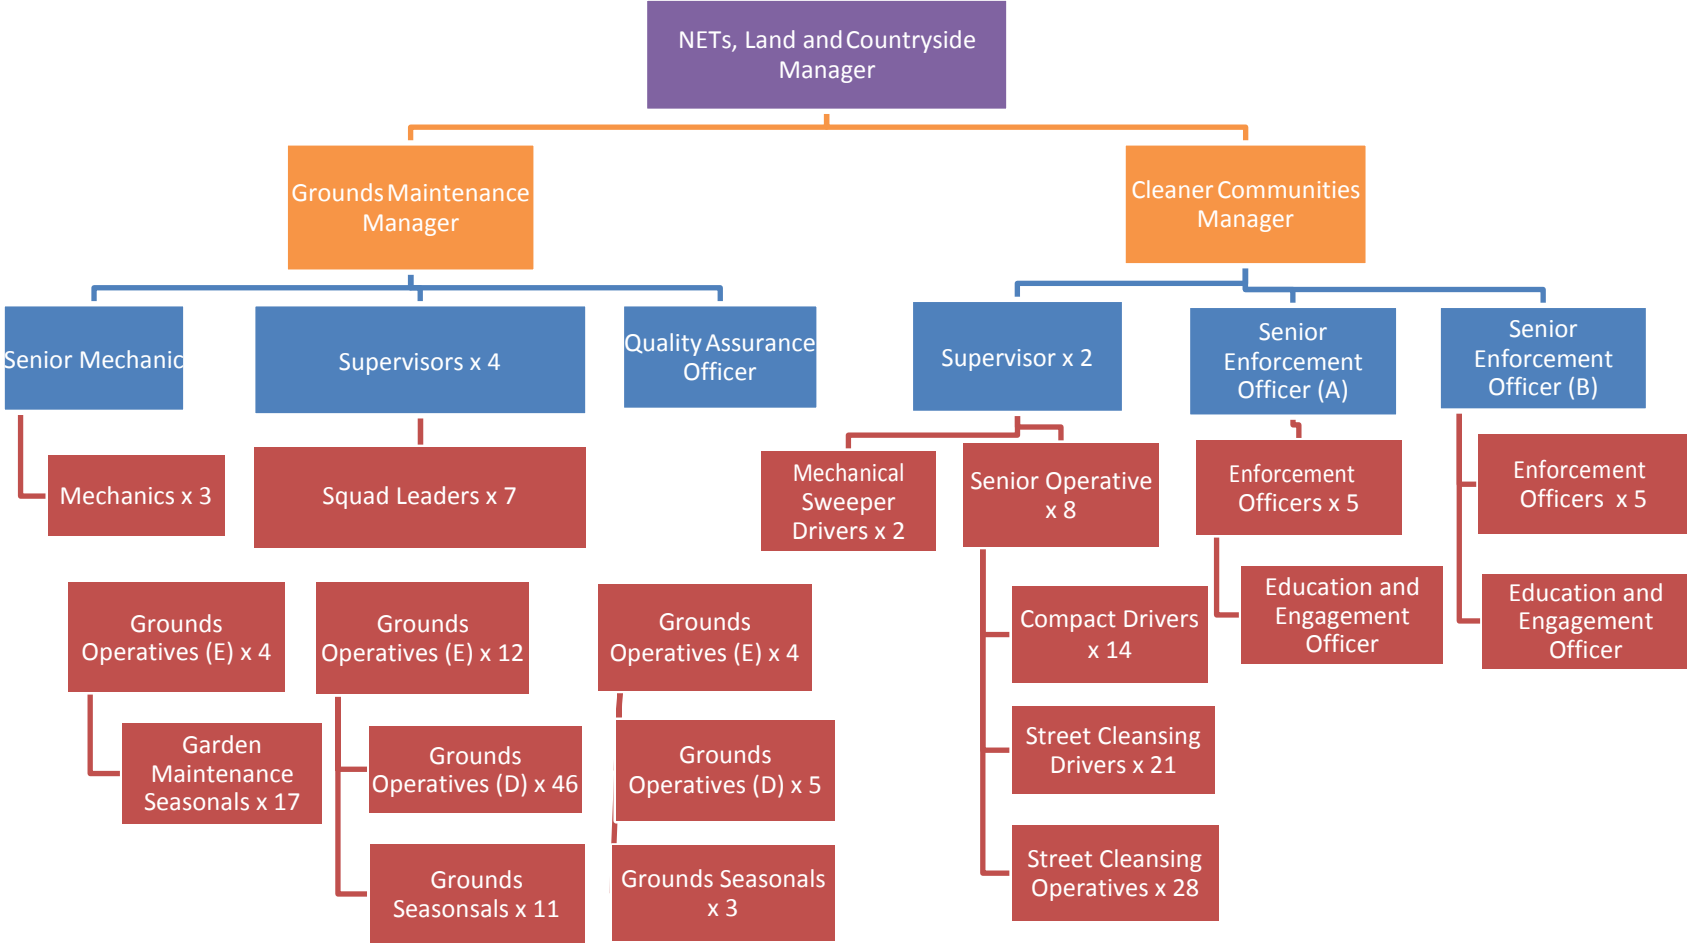 NETs, Land and Countryside
Manager
Grounds Maintenance
Manager
Cleaner Communities
Manager
Senior Mechanic
Supervisors x 4
Quality Assurance
Officer
Supervisor x 2
Senior
Enforcement
Officer (A)
Senior
Enforcement
Officer (B)
Mechanics x 3
Squad Leaders x 7
Mechanical
Sweeper
Drivers x 2
Senior Operative
x 8
Enforcement
Officers x 5
Enforcement
Officers x 5
Grounds
Operatives (E) x 4
Grounds
Operatives (E) x 12
Grounds
Operatives (E) x 4
Compact Drivers
x 14
Education and
Engagement
Officer
Education and
Engagement
Officer
Garden
Maintenance
Seasonals x 17
Grounds
Operatives (D) x 46
Grounds
Operatives (D) x 5
Street Cleansing
Drivers x 21
Grounds
Seasonsals x 11
Grounds Seasonals
x 3
Street Cleansing
Operatives x 28